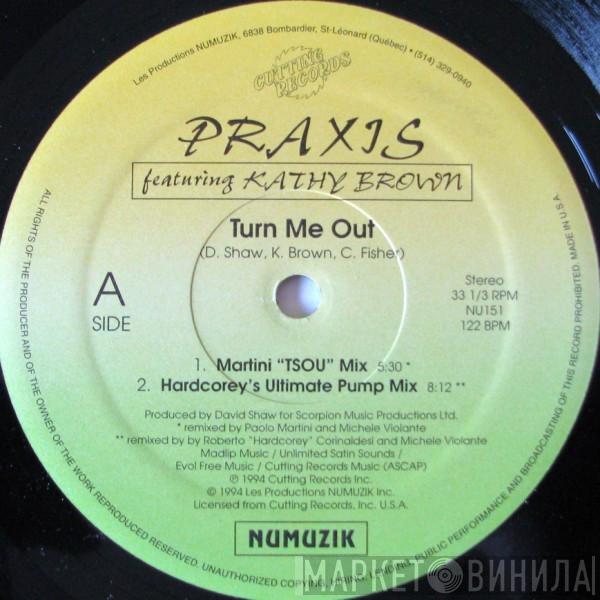 Les Productions NUMUZIK, 6838 Bombardier, St-Léonard (Québec) • (514) 329-0940
CUTTING
RECORDS
PRAXIS
featuring KATHY BROWN
Turn Me Out
(D. Shaw, K. Brown, C. Fisher)
A
SIDE
Stereo
33 1/3 RPM
NU151
122 BPM
1. Martini “TSOU” Mix 5:30 *
2. Hardcorey's Ultimate Pump Mix 8:12 **
Produced by David Shaw for Scorpion Music Productions Ltd.
* remixed by Paolo Martini and Michele Violante
** remixed by by Roberto "Hardcorey" Corinaldesi and Michele Violante
Madlip Music / Unlimited Satin Sounds /
Evol Free Music / Cutting Records Music (ASCAP)
℗ 1994 Cutting Records Inc.
© 1994 Les Productions NUMUZIK Inc.
Licensed from Cutting Records, Inc. U.S.A.
NUMUZIK
ALL RIGHTS OF THE PRODUCER AND OF THE OWNER OF THE WORK REPRODUCED RESERVED. UNAUTHORIZED COPYING, HIRING, LENDING, PUBLIC PERFORMANCE AND BROADCASTING OF THIS RECORD PROHIBITED. MADE IN U.S.A.
МАРКЕТ ВИНИЛА